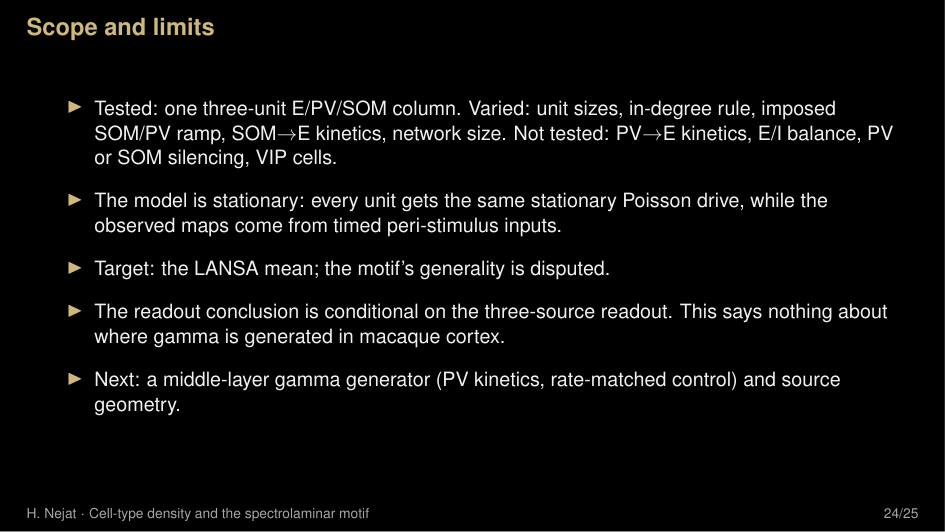 Scope and limits
▶ Tested: one three-unit E/PV/SOM column. Varied: unit sizes, in-degree rule, imposed
SOM/PV ramp, SOM→E kinetics, network size. Not tested: PV→E kinetics, E/I balance, PV
or SOM silencing, VIP cells.
▶ The model is stationary: every unit gets the same stationary Poisson drive, while the
observed maps come from timed peri-stimulus inputs.
▶ Target: the LANSA mean; the motif's generality is disputed.
▶ The readout conclusion is conditional on the three-source readout. This says nothing about
where gamma is generated in macaque cortex.
▶ Next: a middle-layer gamma generator (PV kinetics, rate-matched control) and source
geometry.
H. Nejat · Cell-type density and the spectrolaminar motif
24/25